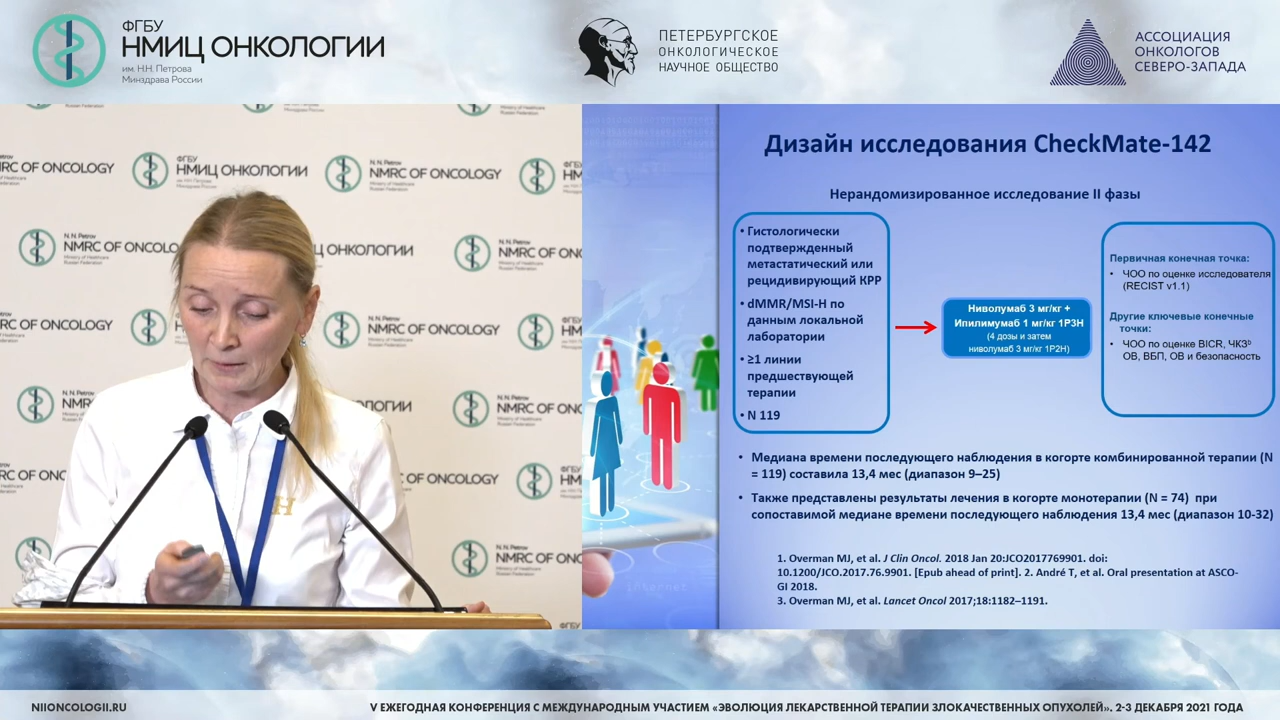 ФГБУ
НМИЦ ОНКОЛОГИИ
им. Н.Н. Петрова
Минздрава России
ПЕТЕРБУРГСКОЕ
ОНКОЛОГИЧЕСКОЕ
НАУЧНОЕ ОБЩЕСТВО
АССОЦИАЦИЯ
ОНКОЛОГОВ
СЕВЕРО-ЗАПАДА
ФГБУ
НМИЦ ОНКОЛОГИИ
N. N. Petrov
NMRC OF ONCOLOGY
Дизайн исследования CheckMate-142
Нерандомизированное исследование II фазы
• Гистологически
подтвержденный
метастатический или
рецидивирующий КРР
• dMMR/MSI-H по
данным локальной
лаборатории
• ≥1 линии
предшествующей
терапии
• N 119
Ниволумаб 3 мг/кг +
Ипилимумаб 1 мг/кг 1Р3Н
(4 дозы и затем
ниволумаб 3 мг/кг 1Р2Н)
Первичная конечная точка:
• ЧОО по оценке исследователя
(RECIST v1.1)
Другие ключевые конечные
точки:
• ЧОО по оценке BICR, ЧКЗᵇ
ОВ, ВБП, ОВ и безопасность
• Медиана времени последующего наблюдения в когорте комбинированной терапии (N
= 119) составила 13,4 мес (диапазон 9–25)
• Также представлены результаты лечения в когорте монотерапии (N = 74) при
сопоставимой медиане времени последующего наблюдения 13,4 мес (диапазон 10-32)
1. Overman MJ, et al. J Clin Oncol. 2018 Jan 20:JCO2017769901. doi:
10.1200/JCO.2017.76.9901. [Epub ahead of print]. 2. André T, et al. Oral presentation at ASCO-
GI 2018.
3. Overman MJ, et al. Lancet Oncol 2017;18:1182–1191.
NIIONCOLOGII.RU
V ЕЖЕГОДНАЯ КОНФЕРЕНЦИЯ С МЕЖДУНАРОДНЫМ УЧАСТИЕМ «ЭВОЛЮЦИЯ ЛЕКАРСТВЕННОЙ ТЕРАПИИ ЗЛОКАЧЕСТВЕННЫХ ОПУХОЛЕЙ». 2-3 ДЕКАБРЯ 2021 ГОДА